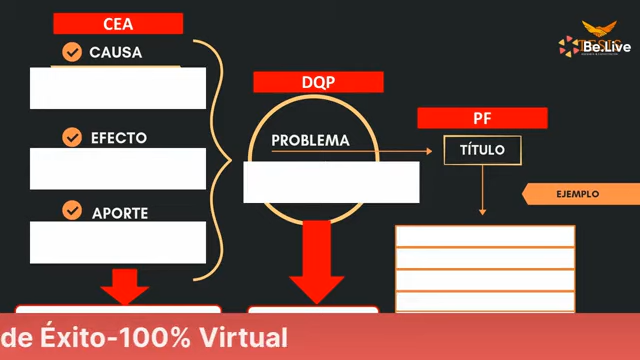 CEA
CAUSA
EFECTO
APORTE
DQP
PROBLEMA
PF
TÍTULO
EJEMPLO
Be.Live
de Éxito-100% Virtual